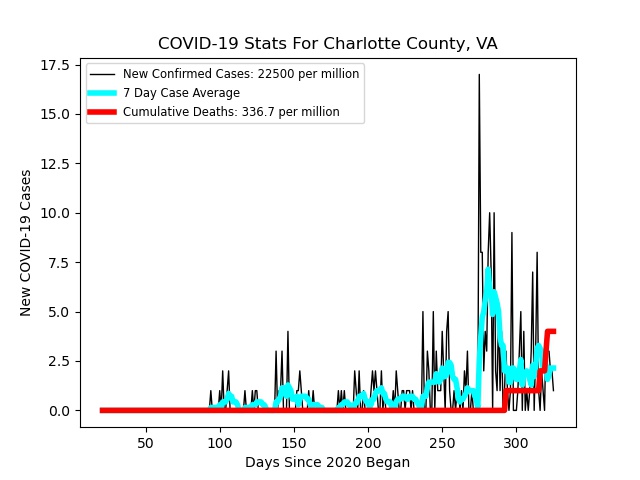 COVID-19 Stats For Charlotte County, VA
New Confirmed Cases: 22500 per million
7 Day Case Average
Cumulative Deaths: 336.7 per million
New COVID-19 Cases
17.5
15.0
12.5
10.0
7.5
5.0
2.5
0.0
50 100 150 200 250 300
Days Since 2020 Began